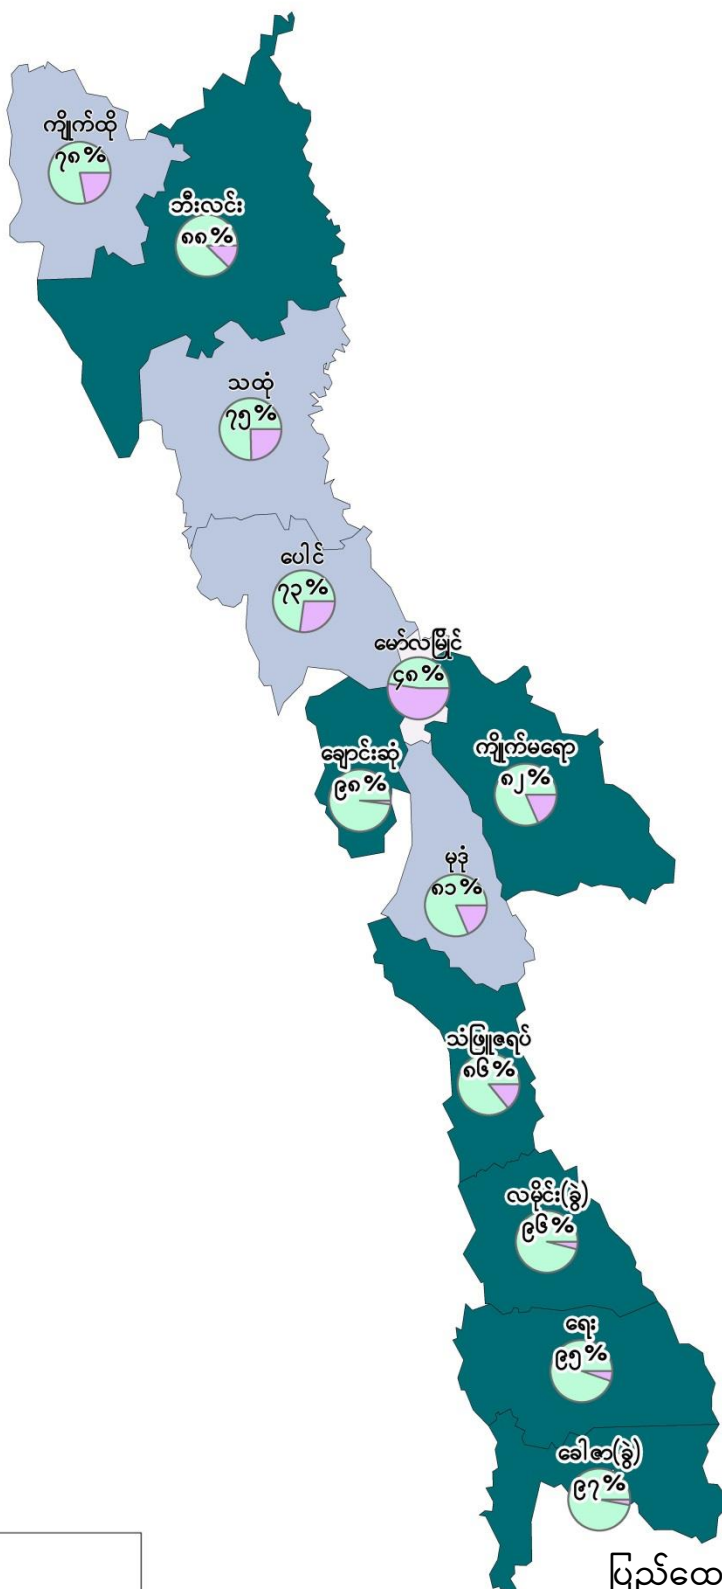 ကျိုက်ထို
၇၈%
ဘီးလင်း
၈၈%
သထုံ
၇၅%
ပေါင်
၇၃%
မော်လမြိုင်
၄၈%
ကျိုက်မရော
၈၂%
ချောင်းဆုံ
၉၈%
မုဒုံ
၈၁%
သံဖြူဇရပ်
၈၆%
လမိုင်း(ခွဲ)
၉၆%
ရေး
၉၅%
ခေါဇာ(ခွဲ)
၉၇%
ပြည်ထေ